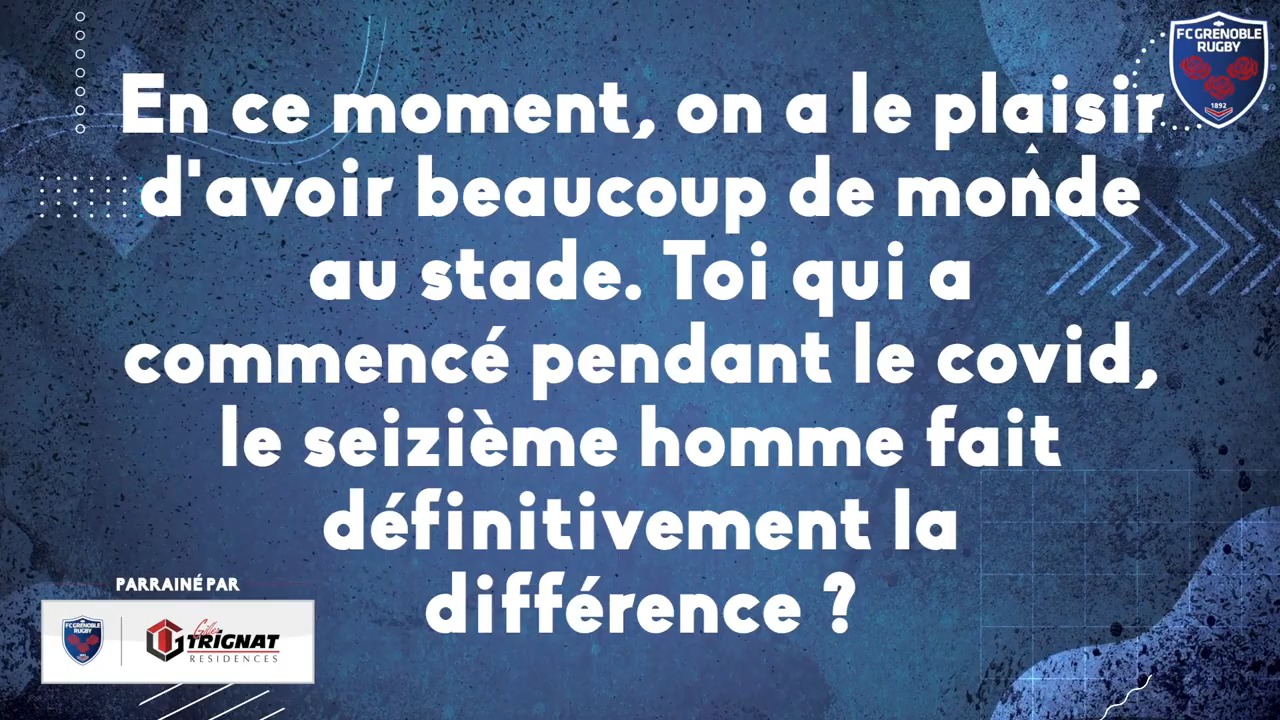 FC GRENOBLE
RUGBY
1892
En ce moment, on a le plaisir
d'avoir beaucoup de monde
au stade. Toi qui a
commencé pendant le covid,
le seizième homme fait
définitivement la
différence ?
PARRAINÉ PAR
FC GRENOBLE
RUGBY
Gilles
TRIGNAT
RESIDENCES